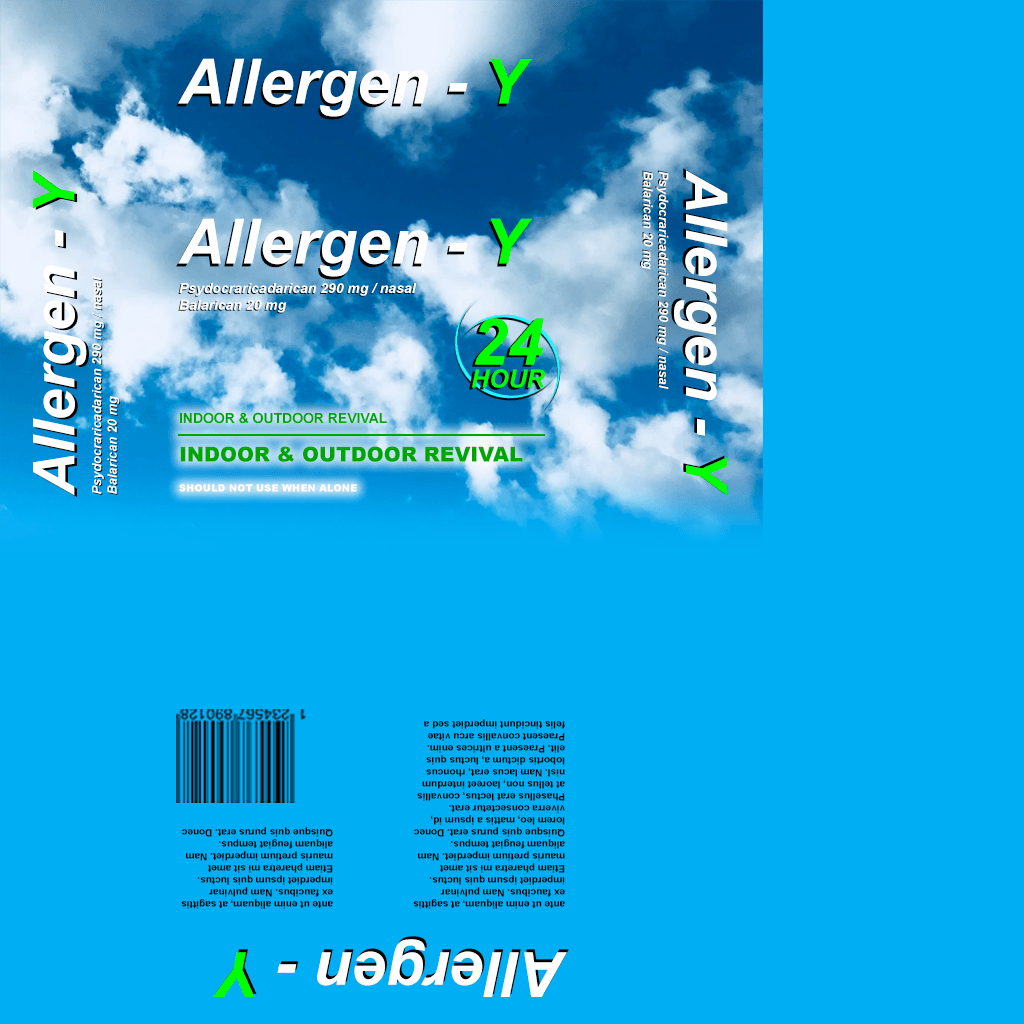 Allergen - Y
Allergen - Y
Psydocraricadarican 290 mg / nasal
Balarican 20 mg
24
HOUR
INDOOR & OUTDOOR REVIVAL
INDOOR & OUTDOOR REVIVAL
SHOULD NOT USE WHEN ALONE
Allergen - Y
Psydocraricadarican 290 mg / nasal
Balarican 20 mg
Allergen - Y
Psydocraricadarican 290 mg / nasal
Balarican 20 mg
Allergen - Y
ante ut enim aliquam, at sagittis
ex faucibus. Nam pulvinar
imperdiet ipsum quis luctus.
Etiam pharetra mi sit amet
mauris pretium imperdiet. Nam
aliquam feugiat tempus.
Quisque quis purus erat. Donec
lorem leo, mattis a ipsum id,
viverra consectetur erat.
Phasellus erat lectus, convallis
at tellus non, laoreet interdum
nisl. Nam lacus erat, rhoncus
lobortis dictum a, luctus quis
elit. Praesent a ultrices enim.
Praesent convallis arcu vitae
felis tincidunt imperdiet sed a
ante ut enim aliquam, at sagittis
ex faucibus. Nam pulvinar
imperdiet ipsum quis luctus.
Etiam pharetra mi sit amet
mauris pretium imperdiet. Nam
aliquam feugiat tempus.
Quisque quis purus erat. Donec
1 234567 890128